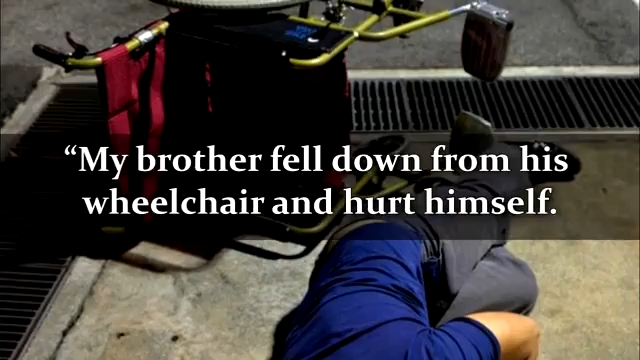 “My brother fell down from his
wheelchair and hurt himself.